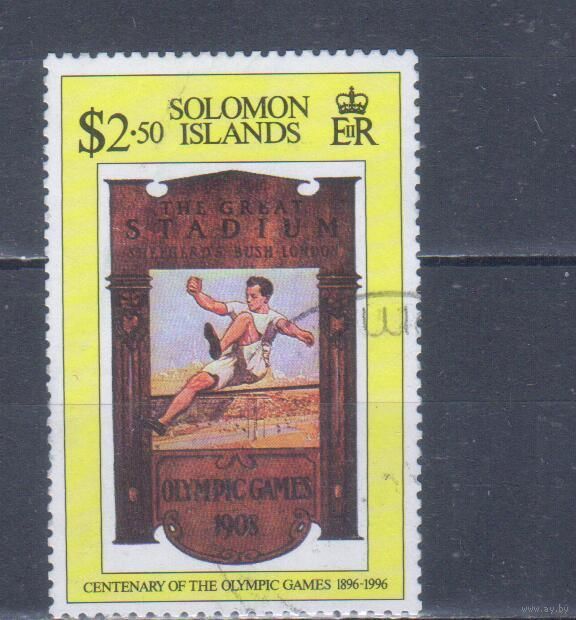 $2.50
SOLOMON
ISLANDS
EIIR
THE GREAT
STADIUM
SHEPHERD'S BUSH LONDON
OLYMPIC GAMES
1908
CENTENARY OF THE OLYMPIC GAMES 1896-1996
www.ay.by